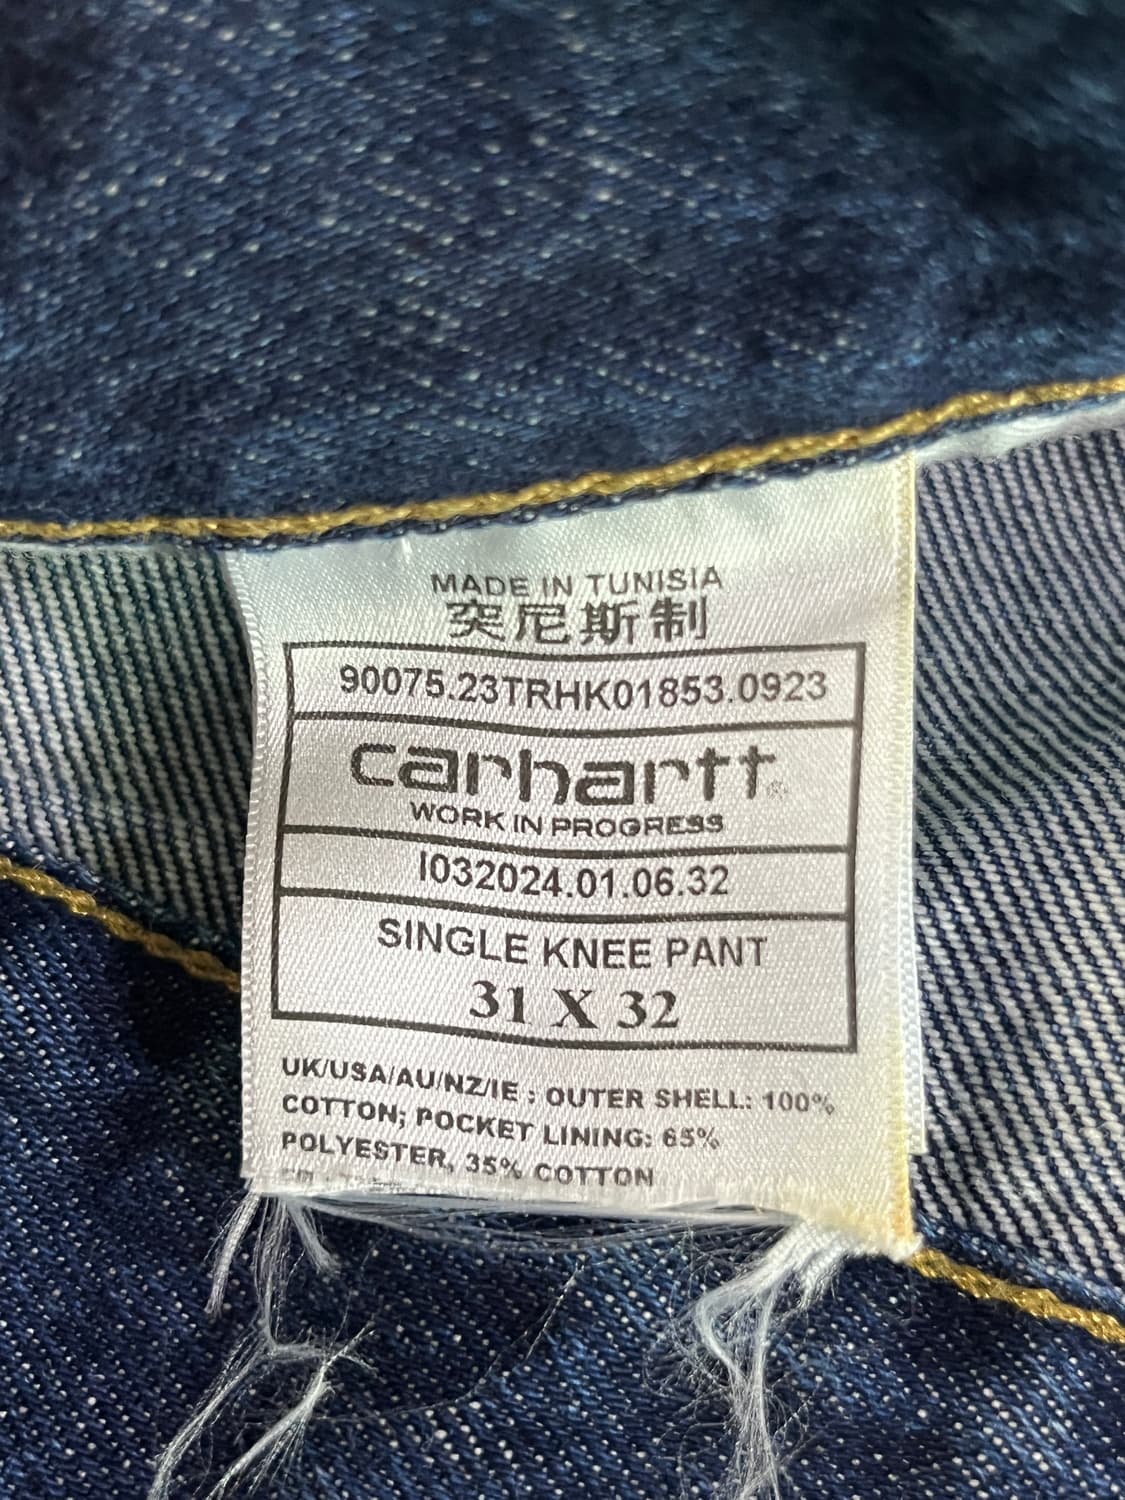 MADE IN TUNISIA
突尼斯制
90075.23TRHK01853.0923
carhartt
WORK IN PROGRESS
I032024.01.06.32
SINGLE KNEE PANT
31 X 32
UK/USA/AU/NZ/IE : OUTER SHELL: 100%
COTTON; POCKET LINING: 65%
POLYESTER, 35% COTTON